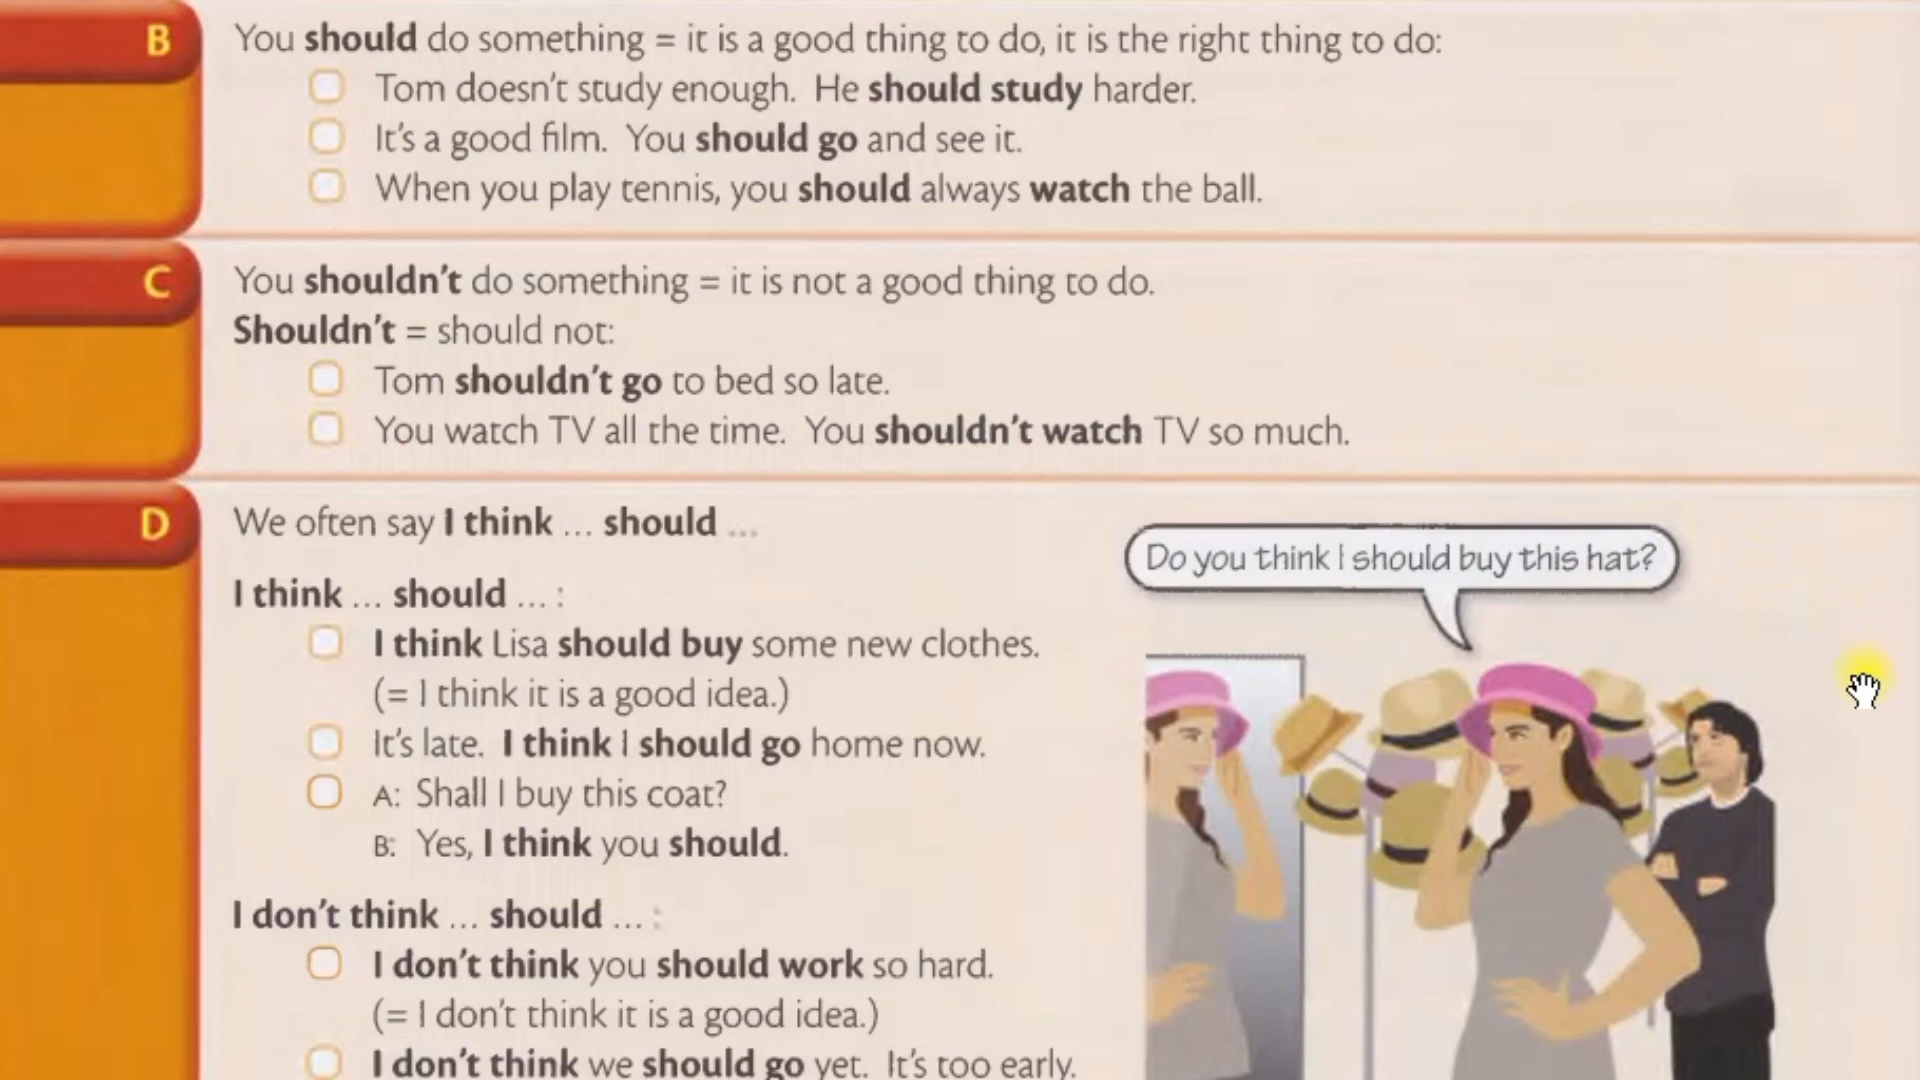 B
You should do something = it is a good thing to do, it is the right thing to do:
Tom doesn't study enough. He should study harder.
It's a good film. You should go and see it.
When you play tennis, you should always watch the ball.
C
You shouldn't do something = it is not a good thing to do.
Shouldn't = should not:
Tom shouldn't go to bed so late.
You watch TV all the time. You shouldn't watch TV so much.
D
We often say I think ... should ...
I think ... should ... :
I think Lisa should buy some new clothes.
(= I think it is a good idea.)
It's late. I think I should go home now.
A: Shall I buy this coat?
B: Yes, I think you should.
I don't think ... should ... :
I don't think you should work so hard.
(= I don't think it is a good idea.)
I don't think we should go yet. It's too early.
Do you think I should buy this hat?